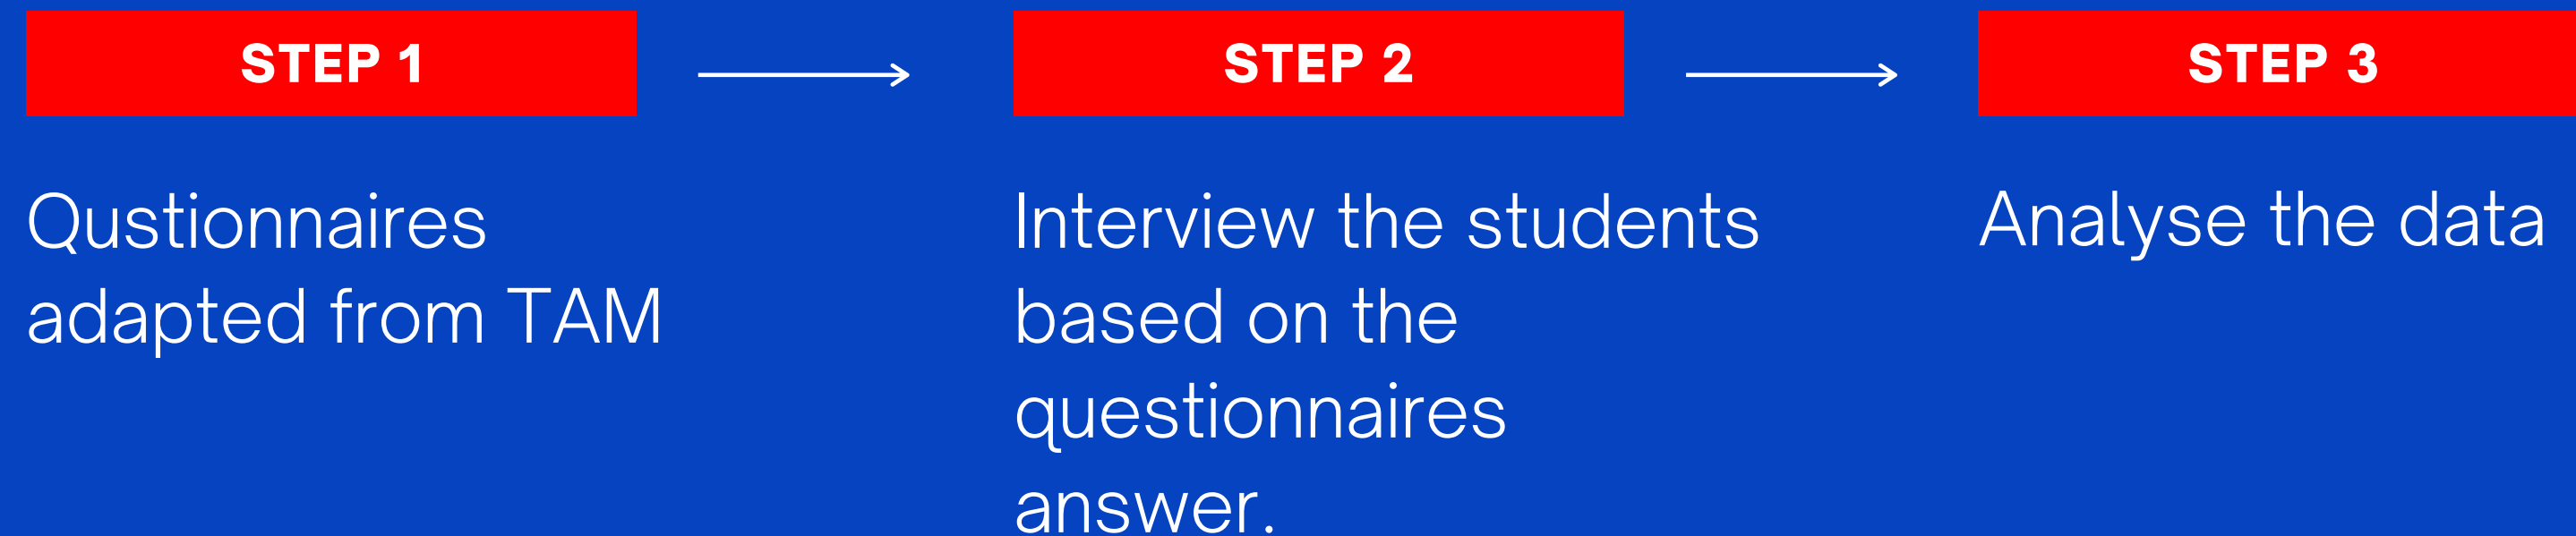 STEP 1
Qustionnaires
adapted from TAM
STEP 2
Interview the students
based on the
questionnaires
answer.
STEP 3
Analyse the data